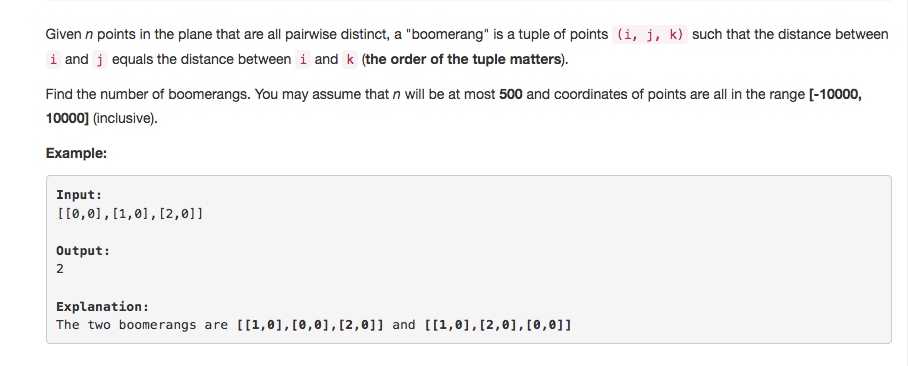 Given n points in the plane that are all pairwise distinct, a "boomerang" is a tuple of points (i, j, k) such that the distance between
i and j equals the distance between i and k (the order of the tuple matters).
Find the number of boomerangs. You may assume that n will be at most 500 and coordinates of points are all in the range [-10000,
10000] (inclusive).
Example:
Input:
[[0,0],[1,0],[2,0]]
Output:
2
Explanation:
The two boomerangs are [[1,0],[0,0],[2,0]] and [[1,0],[2,0],[0,0]]